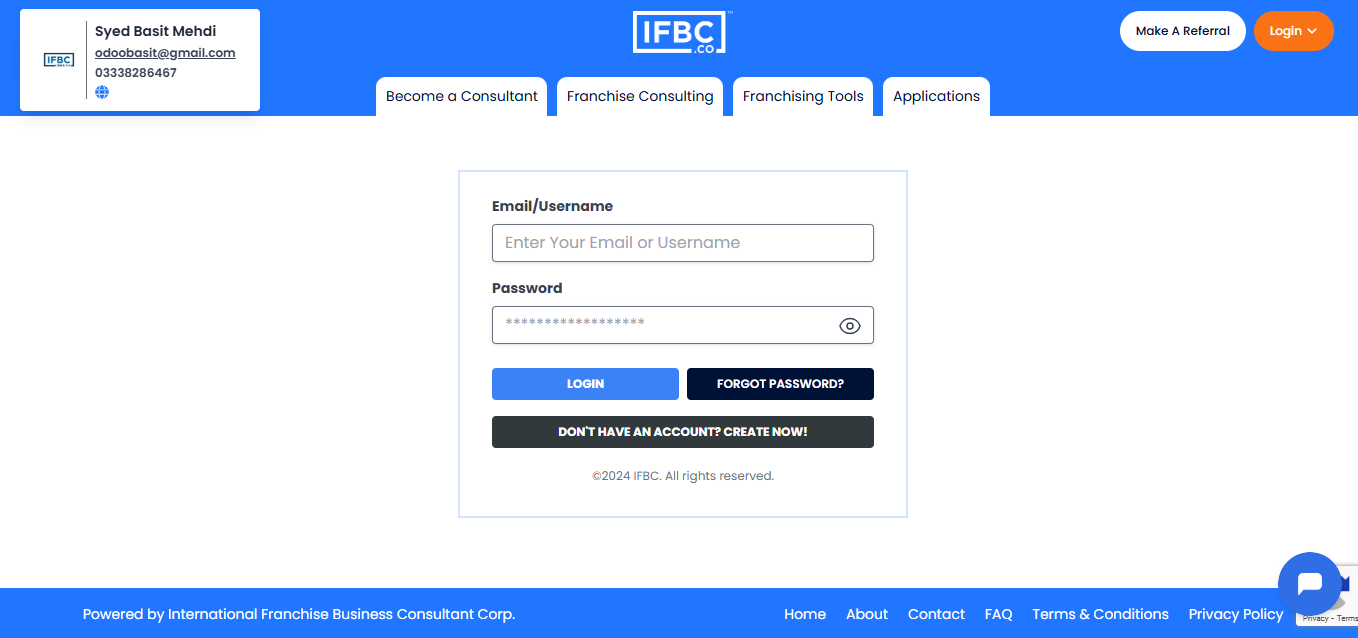 Syed Basit Mehdi
odoobasit@gmail.com
03338286467
IFBC
IFBC
.CO
™
Make A Referral
Login
Become a Consultant
Franchise Consulting
Franchising Tools
Applications
Email/Username
Enter Your Email or Username
Password
******************
LOGIN
FORGOT PASSWORD?
DON'T HAVE AN ACCOUNT? CREATE NOW!
©2024 IFBC. All rights reserved.
Powered by International Franchise Business Consultant Corp.
Home
About
Contact
FAQ
Terms & Conditions
Privacy Policy
Privacy - Terms